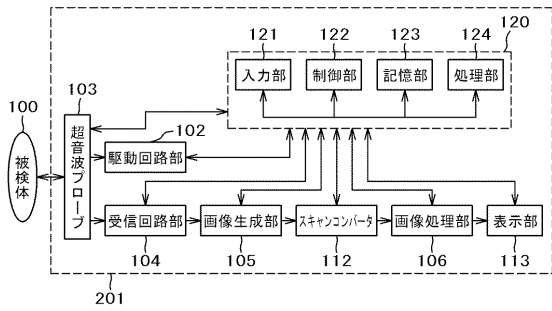 120
121 122 123 124
入力部 制御部 記憶部 処理部
100
103
102
被検体
超音波プローブ
駆動回路部
受信回路部 画像生成部 スキャンコンバータ 画像処理部 表示部
104 105 112 106 113
201